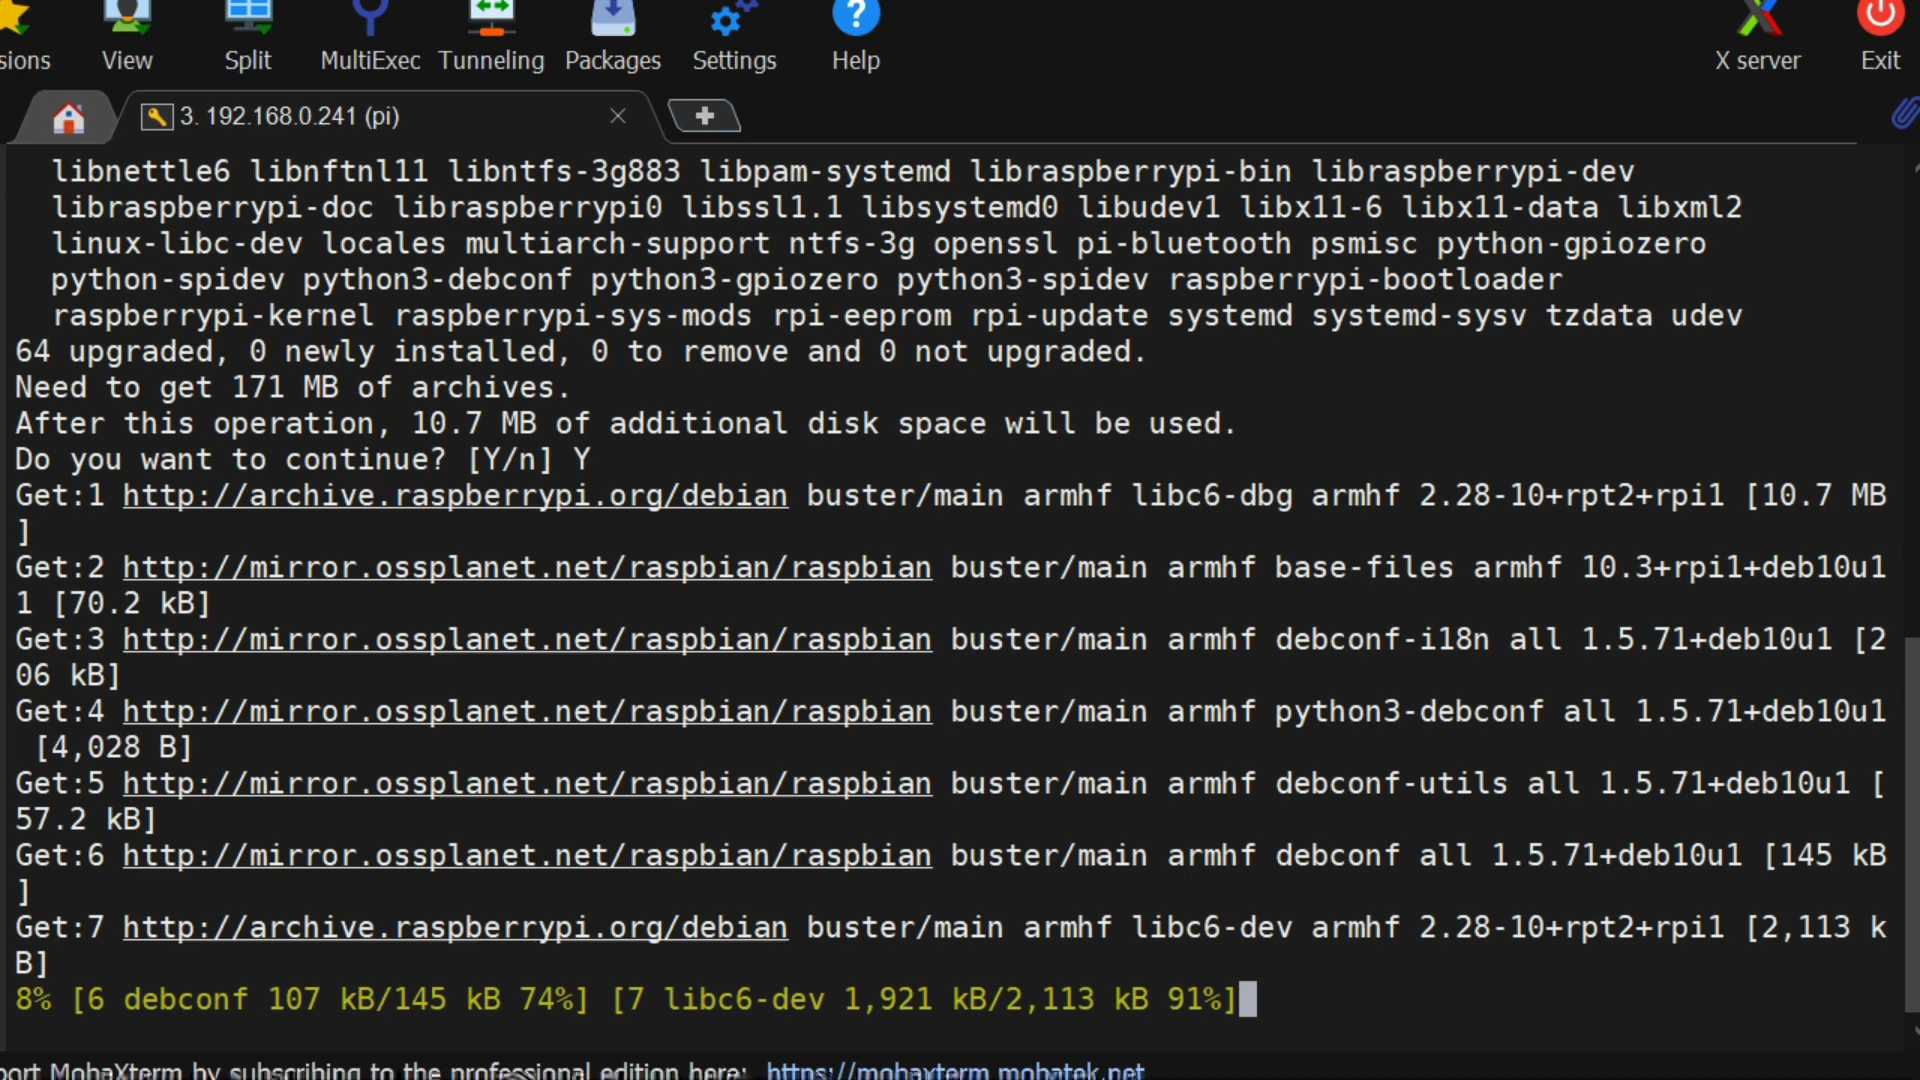 sions View Split MultiExec Tunneling Packages Settings Help X server Exit
3. 192.168.0.241 (pi)
libnettle6 libnftnl11 libntfs-3g883 libpam-systemd libraspberrypi-bin libraspberrypi-dev
libraspberrypi-doc libraspberrypi0 libssl1.1 libsystemd0 libudev1 libx11-6 libx11-data libxml2
linux-libc-dev locales multiarch-support ntfs-3g openssl pi-bluetooth psmisc python-gpiozero
python-spidev python3-debconf python3-gpiozero python3-spidev raspberrypi-bootloader
raspberrypi-kernel raspberrypi-sys-mods rpi-eeprom rpi-update systemd systemd-sysv tzdata udev
64 upgraded, 0 newly installed, 0 to remove and 0 not upgraded.
Need to get 171 MB of archives.
After this operation, 10.7 MB of additional disk space will be used.
Do you want to continue? [Y/n] Y
Get:1 http://archive.raspberrypi.org/debian buster/main armhf libc6-dbg armhf 2.28-10+rpt2+rpi1 [10.7 MB
]
Get:2 http://mirror.ossplanet.net/raspbian/raspbian buster/main armhf base-files armhf 10.3+rpi1+deb10u1
1 [70.2 kB]
Get:3 http://mirror.ossplanet.net/raspbian/raspbian buster/main armhf debconf-i18n all 1.5.71+deb10u1 [2
06 kB]
Get:4 http://mirror.ossplanet.net/raspbian/raspbian buster/main armhf python3-debconf all 1.5.71+deb10u1
[4,028 B]
Get:5 http://mirror.ossplanet.net/raspbian/raspbian buster/main armhf debconf-utils all 1.5.71+deb10u1 [
57.2 kB]
Get:6 http://mirror.ossplanet.net/raspbian/raspbian buster/main armhf debconf all 1.5.71+deb10u1 [145 kB
]
Get:7 http://archive.raspberrypi.org/debian buster/main armhf libc6-dev armhf 2.28-10+rpt2+rpi1 [2,113 k
B]
8% [6 debconf 107 kB/145 kB 74%] [7 libc6-dev 1,921 kB/2,113 kB 91%]
port MobaXterm by subscribing to the professional edition here: https://mobaxterm.mobatek.net